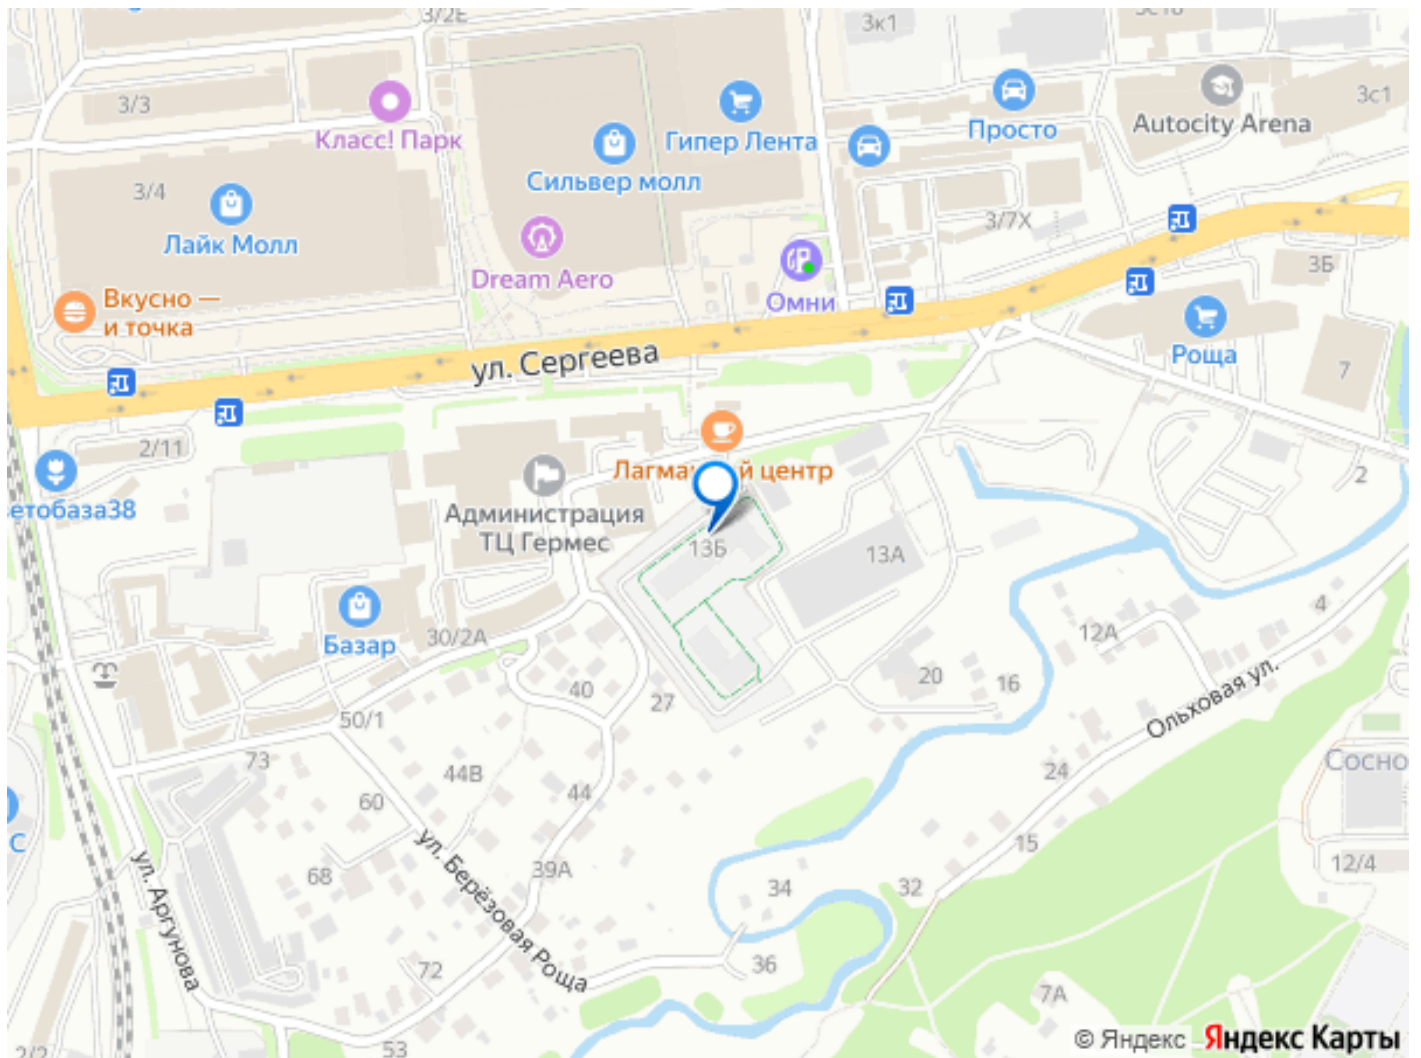 3/2Е
3к1
3/3
Класс! Парк
Гипер Лента
Сильвер молл
Просто
Autocity Arena
3с1
3/4
Лайк Молл
3/7Х
3Б
Dream Aero
Омни
Вкусно —
и точка
ул. Сергеева
Роща
7
2/11
2
етобаза38
Администрация
ТЦ Гермес
13Б
13А
Базар
30/2А
4
12А
40
27
20
16
Ольховая ул.
50/1
73
44В
60
44
24
Сосно
С
ул. Аргунова
ул. Берёзовая Роща
68
39А
15
12/4
34
32
72
36
7А
53
© Яндекс
Яндекс Карты